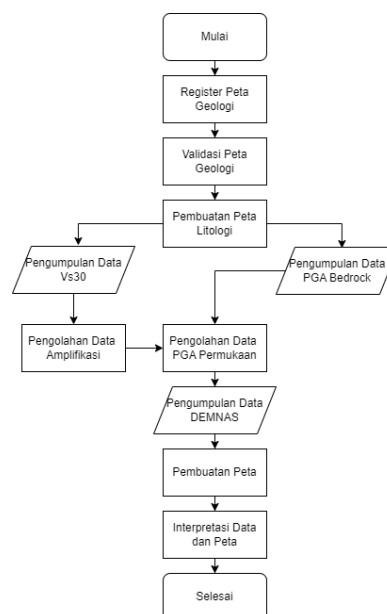 Mulai
Register Peta
Geologi
Validasi Peta
Geologi
Pembuatan Peta
Litologi
Pengumpulan Data
Vs30
Pengumpulan Data
PGA Bedrock
Pengolahan Data
Amplifikasi
Pengolahan Data
PGA Permukaan
Pengumpulan Data
DEMNAS
Pembuatan Peta
Interpretasi Data
dan Peta
Selesai